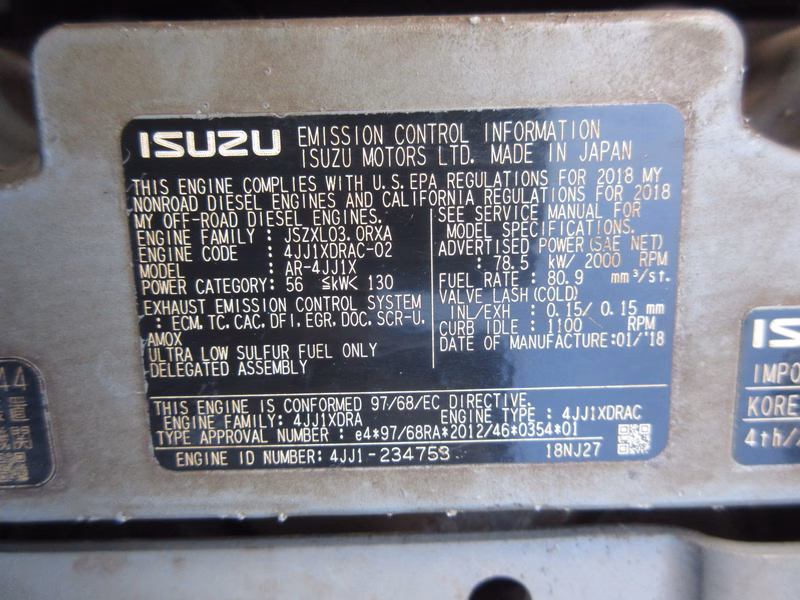 ISUZU EMISSION CONTROL INFORMATION
ISUZU MOTORS LTD. MADE IN JAPAN
THIS ENGINE COMPLIES WITH U.S.EPA REGULATIONS FOR 2018 MY
NONROAD DIESEL ENGINES AND CALIFORNIA REGULATIONS FOR 2018
MY OFF-ROAD DIESEL ENGINES.
ENGINE FAMILY : JSZXL03.0RXA
ENGINE CODE : 4JJ1XDRAC-02
MODEL : AR-4JJ1X
POWER CATEGORY: 56 ≦kW< 130
EXHAUST EMISSION CONTROL SYSTEM
: ECM,TC,CAC,DFI,EGR,DOC,SCR-U,
AMOX
ULTRA LOW SULFUR FUEL ONLY
DELEGATED ASSEMBLY
SEE SERVICE MANUAL FOR
MODEL SPECIFICATIONS.
ADVERTISED POWER(SAE NET)
: 78.5 kW/ 2000 RPM
FUEL RATE : 80.9 mm³/st.
VALVE LASH(COLD)
INL/EXH : 0.15/ 0.15 mm
CURB IDLE : 1100 RPM
DATE OF MANUFACTURE:01/'18
THIS ENGINE IS CONFORMED 97/68/EC DIRECTIVE.
ENGINE FAMILY: 4JJ1XDRA ENGINE TYPE : 4JJ1XDRAC
TYPE APPROVAL NUMBER : e4*97/68RA*2012/46*0354*01
ENGINE ID NUMBER: 4JJ1-234753 18NJ27
44
IS
IMPO
KORE
4th/